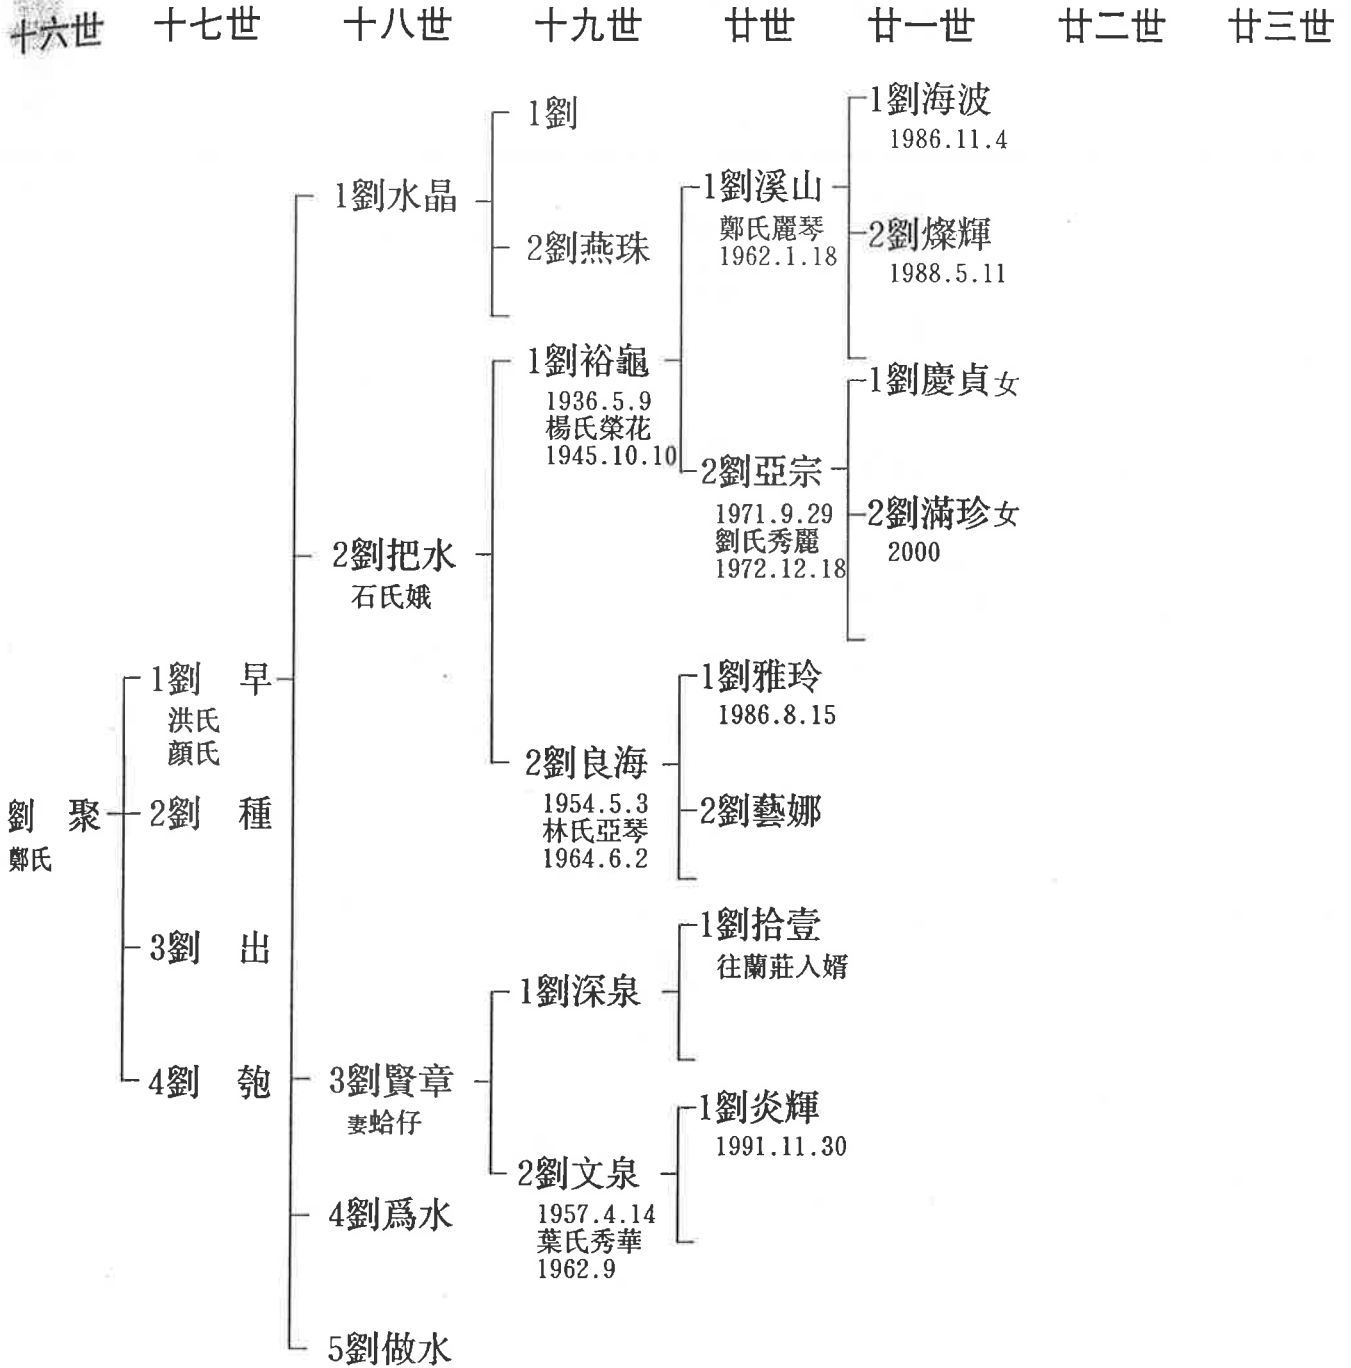 十六世 十七世 十八世 十九世 廿世 廿一世 廿二世 廿三世
劉 聚
鄭氏
1劉 早
洪氏
顏氏
2劉 種
3劉 出
4劉 匏
1劉水晶
2劉把水
石氏娥
3劉賢章
妻蛤仔
4劉爲水
5劉做水
1劉
2劉燕珠
1劉裕龜
1936.5.9
楊氏榮花
1945.10.10
2劉良海
1954.5.3
林氏亞琴
1964.6.2
1劉深泉
2劉文泉
1957.4.14
葉氏秀華
1962.9
1劉溪山
鄭氏麗琴
1962.1.18
2劉亞宗
1971.9.29
劉氏秀麗
1972.12.18
1劉雅玲
1986.8.15
2劉藝娜
1劉拾壹
往蘭莊入婿
1劉炎輝
1991.11.30
1劉海波
1986.11.4
2劉燦輝
1988.5.11
1劉慶貞女
2劉滿珍女
2000